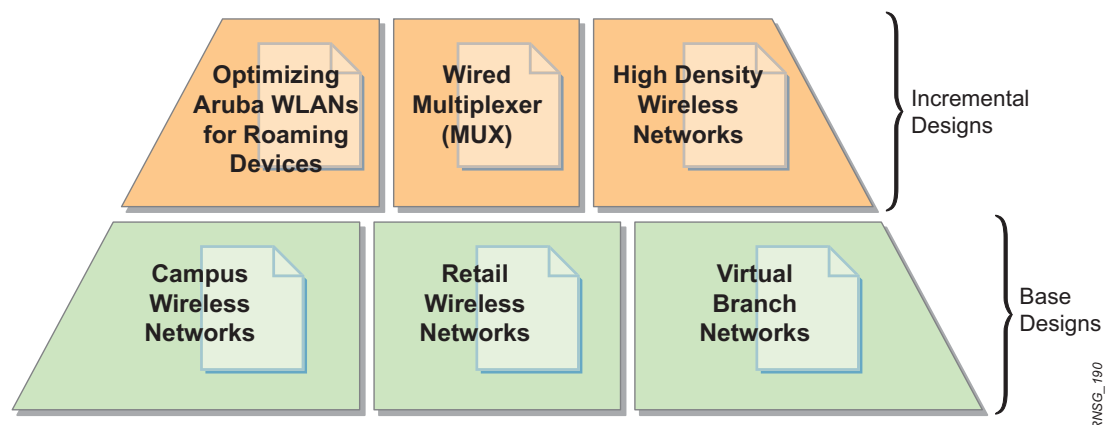 Optimizing
Aruba WLANs
for Roaming
Devices
Wired
Multiplexer
(MUX)
High Density
Wireless
Networks
Incremental
Designs
Campus
Wireless
Networks
Retail
Wireless
Networks
Virtual
Branch
Networks
Base
Designs
RNSG_190